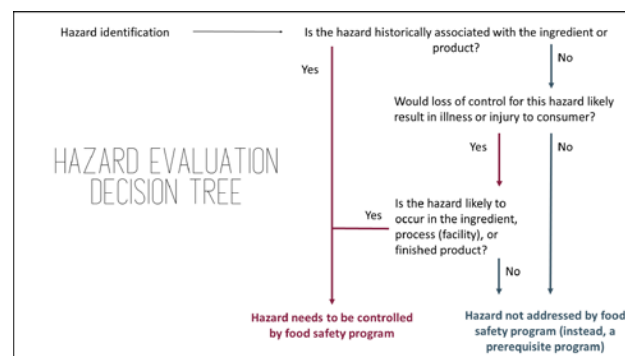 Hazard identification
Is the hazard historically associated with the ingredient or
product?
Yes
No
Would loss of control for this hazard likely
result in illness or injury to consumer?
HAZARD EVALUATION
DECISION TREE
Yes
No
Is the hazard likely to
occur in the ingredient,
process (facility), or
finished product?
Yes
No
Hazard needs to be controlled
by food safety program
Hazard not addressed by food
safety program (instead, a
prerequisite program)